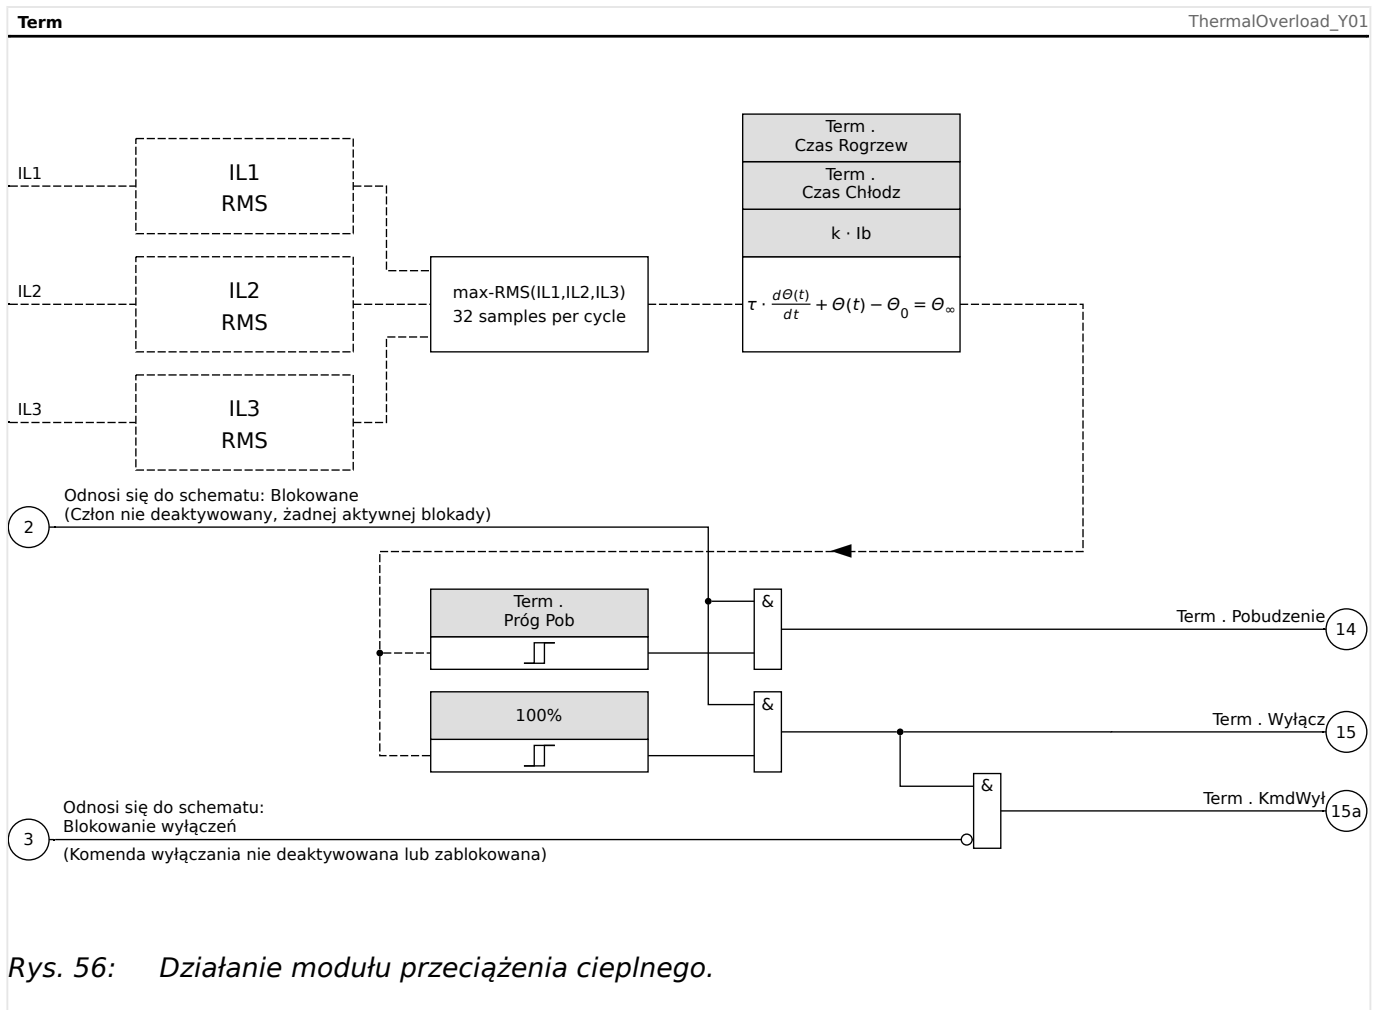 Term
ThermalOverload_Y01
Term .
Czas Rogrzew
Term .
Czas Chłodz
k · Ib
IL1
IL1
RMS
IL2
IL2
RMS
max-RMS(IL1,IL2,IL3)
32 samples per cycle
τ · dΘ(t)/dt + Θ(t) − Θ₀ = Θ∞
IL3
IL3
RMS
Odnosi się do schematu: Blokowane
(Człon nie deaktywowany, żadnej aktywnej blokady)
2
Term .
Próg Pob
&
Term . Pobudzenie
14
100%
&
Term . Wyłącz
15
Odnosi się do schematu:
Blokowanie wyłączeń
3
(Komenda wyłączania nie deaktywowana lub zablokowana)
&
Term . KmdWył
15a
Rys. 56: Działanie modułu przeciążenia cieplnego.